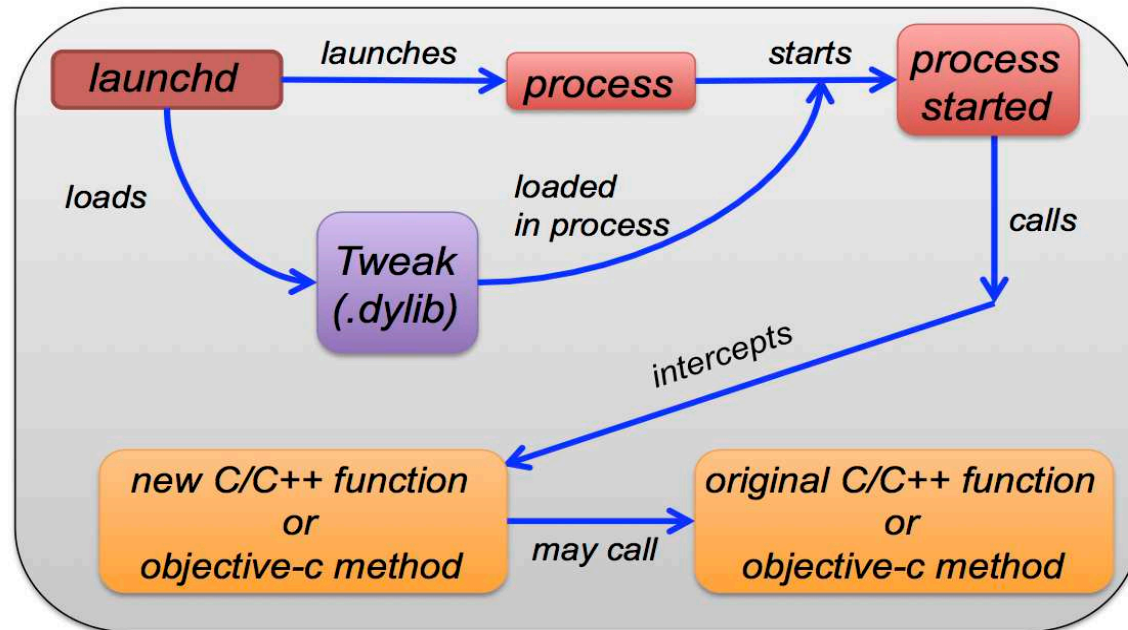 launchd
launches
process
starts
process
started
loads
Tweak
(.dylib)
loaded
in process
calls
intercepts
new C/C++ function
or
objective-c method
may call
original C/C++ function
or
objective-c method